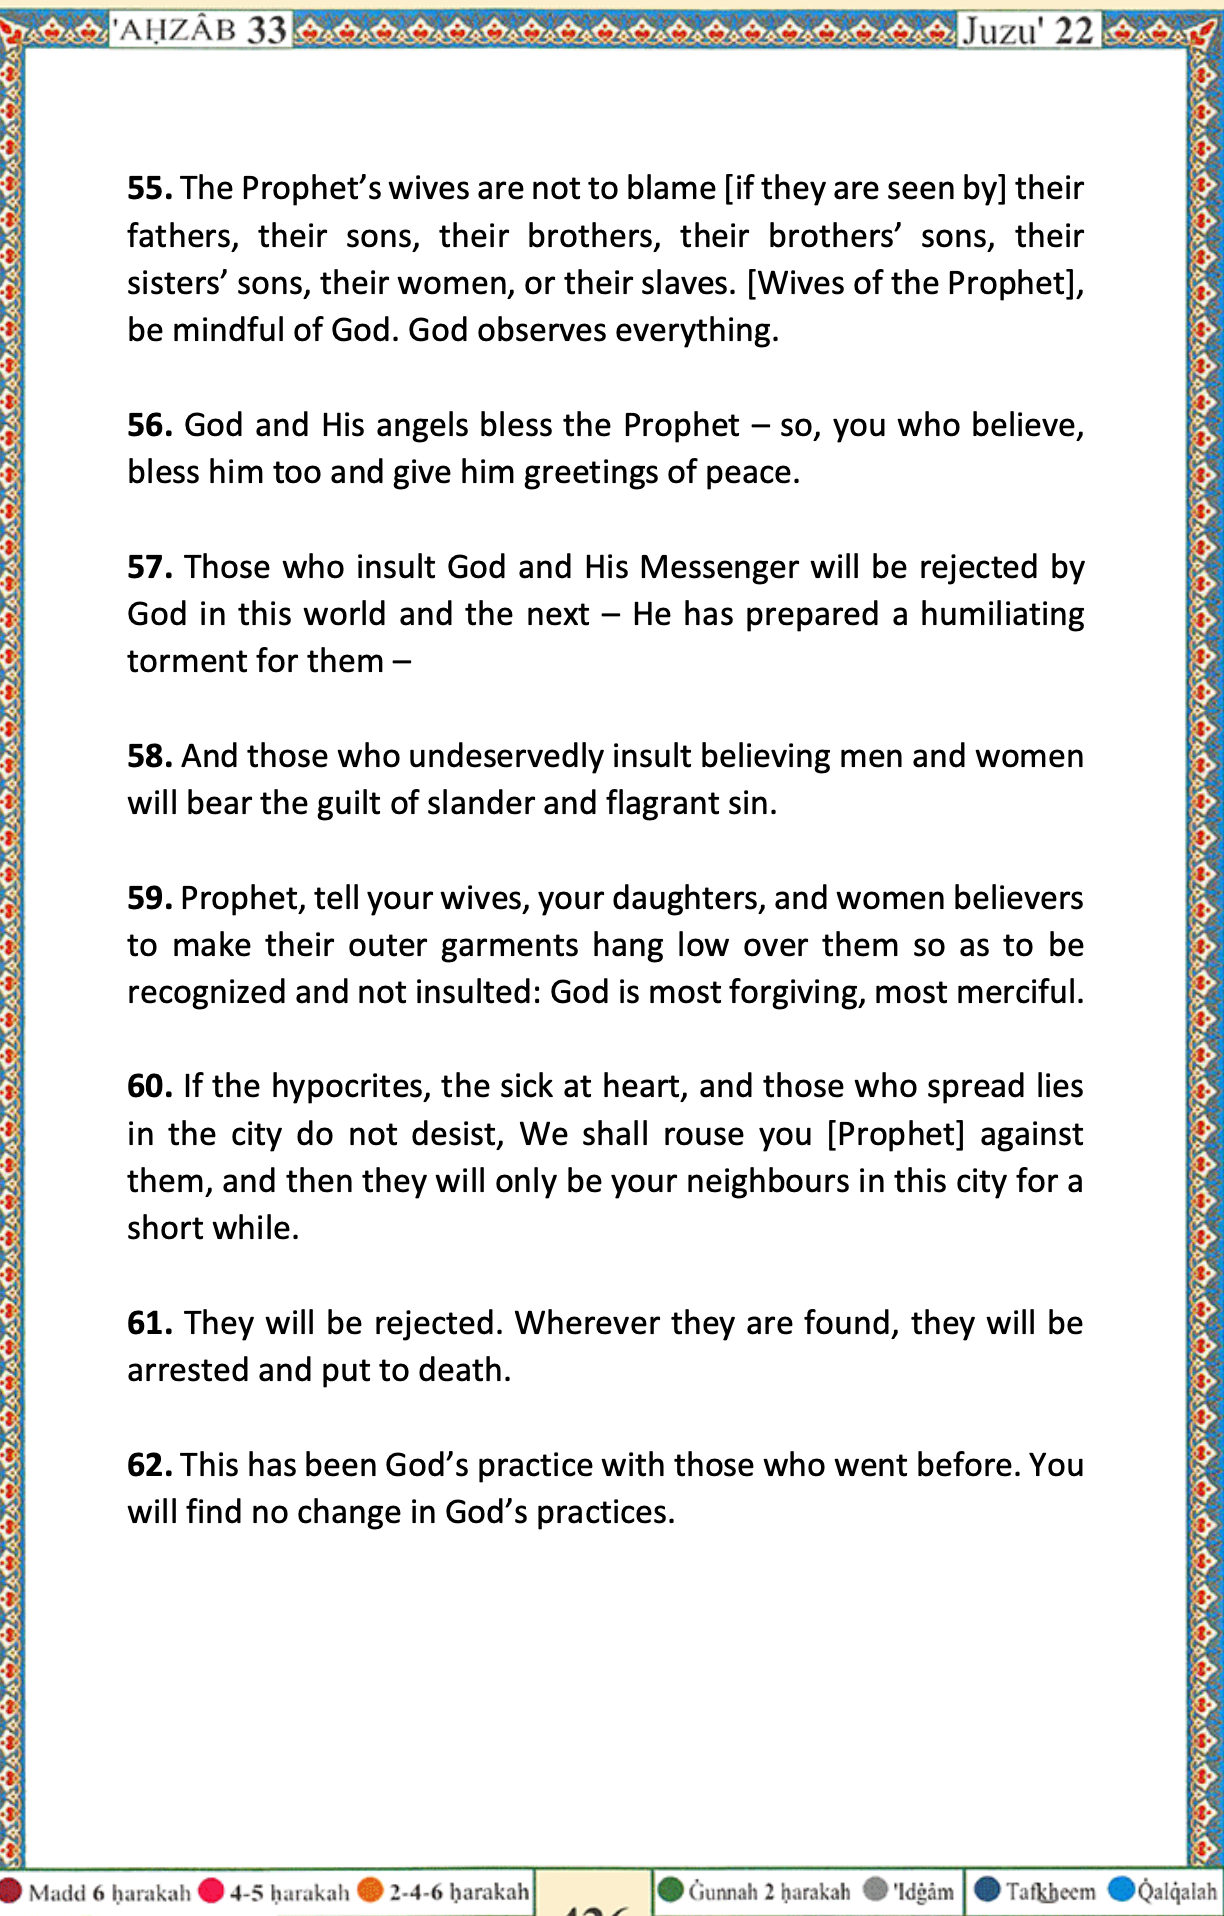 'AḤZÂB 33
Juzu' 22
55. The Prophet’s wives are not to blame [if they are seen by] their
fathers, their sons, their brothers, their brothers’ sons, their
sisters’ sons, their women, or their slaves. [Wives of the Prophet],
be mindful of God. God observes everything.
56. God and His angels bless the Prophet – so, you who believe,
bless him too and give him greetings of peace.
57. Those who insult God and His Messenger will be rejected by
God in this world and the next – He has prepared a humiliating
torment for them –
58. And those who undeservedly insult believing men and women
will bear the guilt of slander and flagrant sin.
59. Prophet, tell your wives, your daughters, and women believers
to make their outer garments hang low over them so as to be
recognized and not insulted: God is most forgiving, most merciful.
60. If the hypocrites, the sick at heart, and those who spread lies
in the city do not desist, We shall rouse you [Prophet] against
them, and then they will only be your neighbours in this city for a
short while.
61. They will be rejected. Wherever they are found, they will be
arrested and put to death.
62. This has been God’s practice with those who went before. You
will find no change in God’s practices.
Madd 6 ḥarakah 4-5 ḥarakah 2-4-6 ḥarakah
Ġunnah 2 ḥarakah 'Idġâm
Tafkheem Q̇alq̇alah